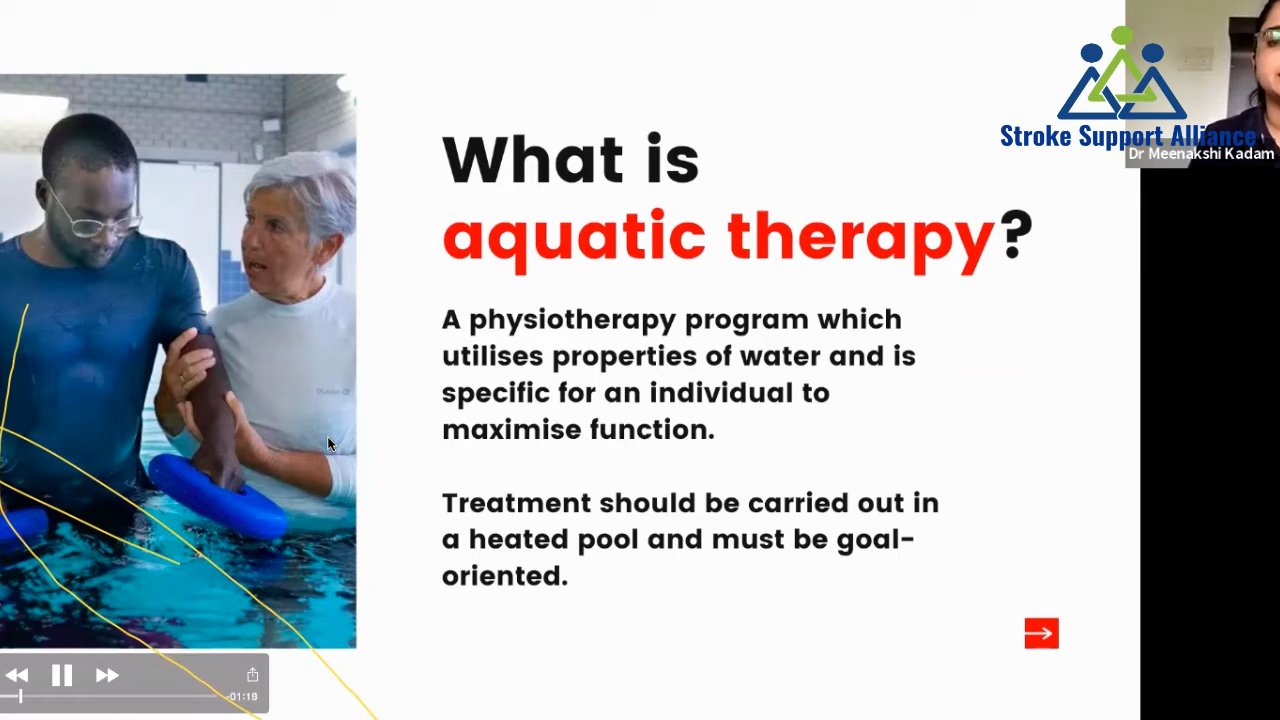 What is
aquatic therapy?
A physiotherapy program which
utilises properties of water and is
specific for an individual to
maximise function.
Treatment should be carried out in
a heated pool and must be goal-
oriented.
Stroke Support Alliance
Dr Meenakshi Kadam
-01:19